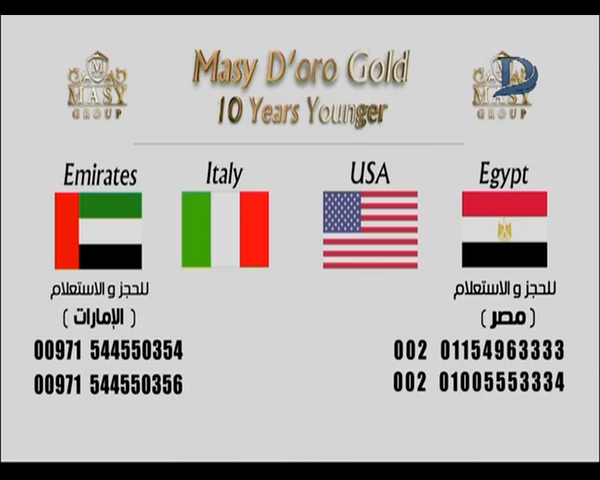 Masy D'oro Gold
10 Years Younger
MASY
GROUP
MASY
GROUP
Emirates
Italy
USA
Egypt
للحجز و الاستعلام
( الإمارات )
00971 544550354
00971 544550356
للحجز و الاستعلام
( مصر )
002 01154963333
002 01005553334